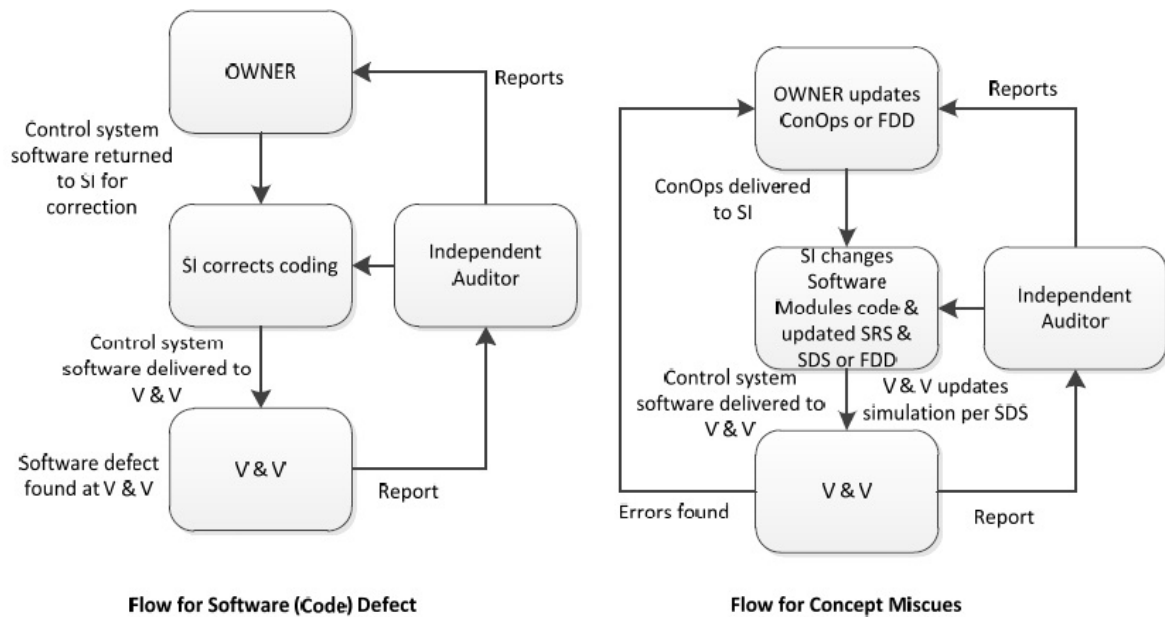 OWNER
Reports
Control system
software returned
to SI for
correction
SI corrects coding
Independent
Auditor
Control system
software delivered to
V & V
Software defect
found at V & V
V & V
Report
Flow for Software (Code) Defect
OWNER updates
ConOps or FDD
Reports
ConOps delivered
to SI
SI changes
Software
Modules code &
updated SRS &
SDS or FDD
Independent
Auditor
Control system
software delivered to
V & V
V & V updates
simulation per SDS
V & V
Errors found
Report
Flow for Concept Miscues